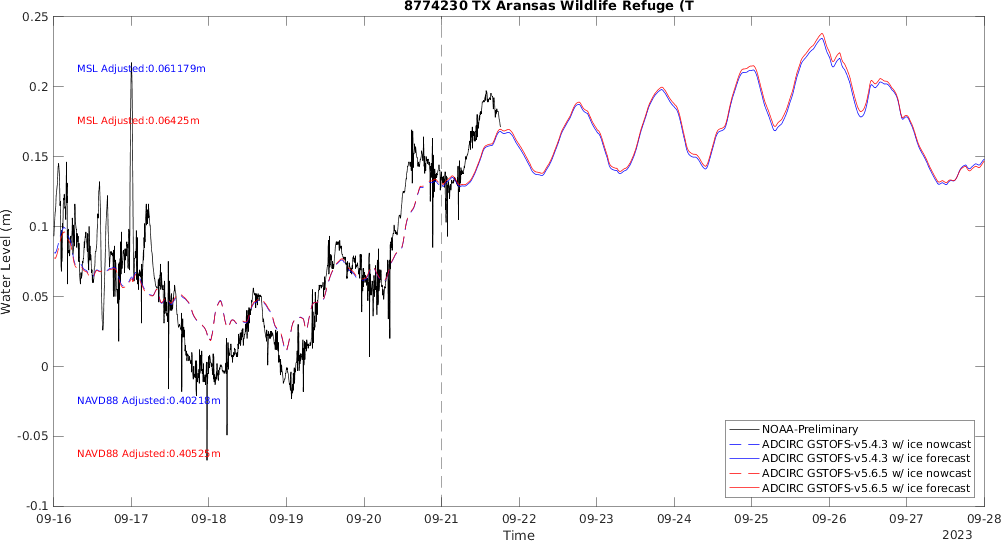 8774230 TX Aransas Wildlife Refuge (T
0.25
0.2
0.15
0.1
0.05
0
-0.05
-0.1
Water Level (m)
MSL Adjusted:0.061179m
MSL Adjusted:0.06425m
NAVD88 Adjusted:0.40218m
NAVD88 Adjusted:0.40525m
NOAA-Preliminary
ADCIRC GSTOFS-v5.4.3 w/ ice nowcast
ADCIRC GSTOFS-v5.4.3 w/ ice forecast
ADCIRC GSTOFS-v5.6.5 w/ ice nowcast
ADCIRC GSTOFS-v5.6.5 w/ ice forecast
09-16 09-17 09-18 09-19 09-20 09-21 09-22 09-23 09-24 09-25 09-26 09-27 09-28
Time
2023